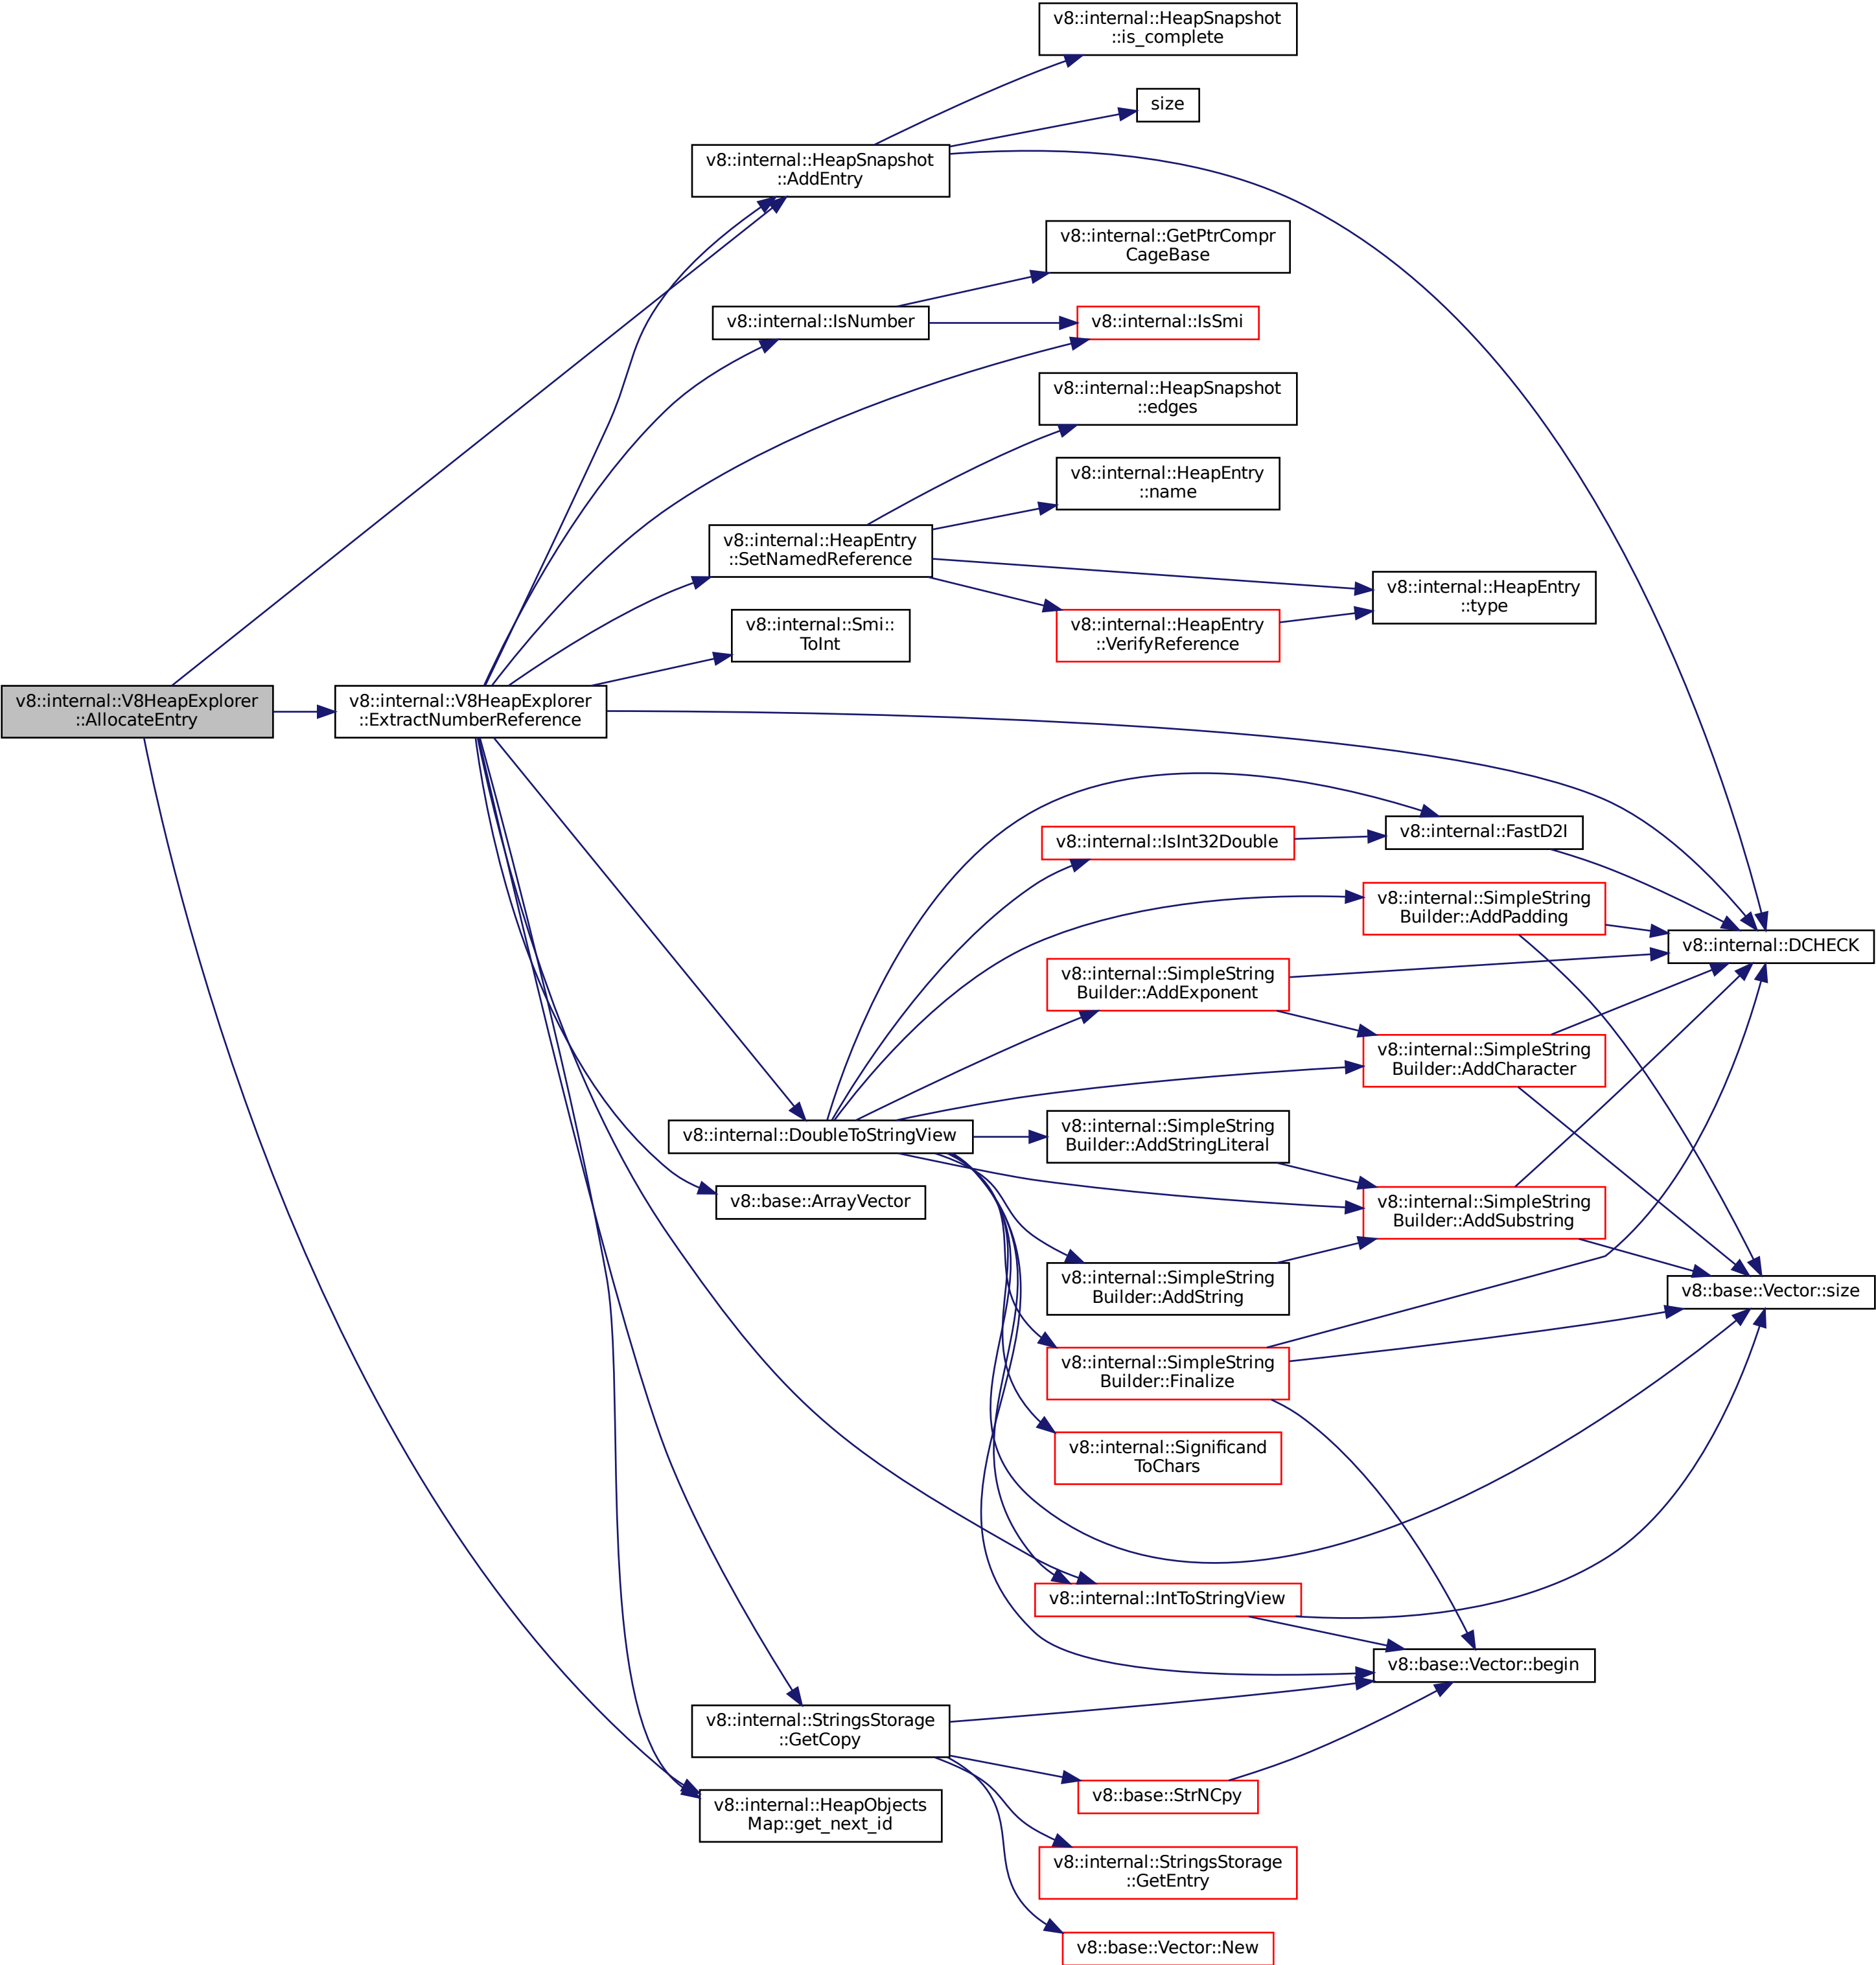 v8::internal::HeapSnapshot
::is_complete
size
v8::internal::HeapSnapshot
::AddEntry
v8::internal::GetPtrCompr
CageBase
v8::internal::IsNumber
v8::internal::IsSmi
v8::internal::HeapSnapshot
::edges
v8::internal::HeapEntry
::name
v8::internal::HeapEntry
::SetNamedReference
v8::internal::HeapEntry
::type
v8::internal::Smi::
ToInt
v8::internal::HeapEntry
::VerifyReference
v8::internal::V8HeapExplorer
::AllocateEntry
v8::internal::V8HeapExplorer
::ExtractNumberReference
v8::internal::FastD2I
v8::internal::IsInt32Double
v8::internal::SimpleString
Builder::AddPadding
v8::internal::DCHECK
v8::internal::SimpleString
Builder::AddExponent
v8::internal::SimpleString
Builder::AddCharacter
v8::internal::DoubleToStringView
v8::internal::SimpleString
Builder::AddStringLiteral
v8::base::ArrayVector
v8::internal::SimpleString
Builder::AddSubstring
v8::internal::SimpleString
Builder::AddString
v8::base::Vector::size
v8::internal::SimpleString
Builder::Finalize
v8::internal::Significand
ToChars
v8::internal::IntToStringView
v8::base::Vector::begin
v8::internal::StringsStorage
::GetCopy
v8::base::StrNCpy
v8::internal::HeapObjects
Map::get_next_id
v8::internal::StringsStorage
::GetEntry
v8::base::Vector::New